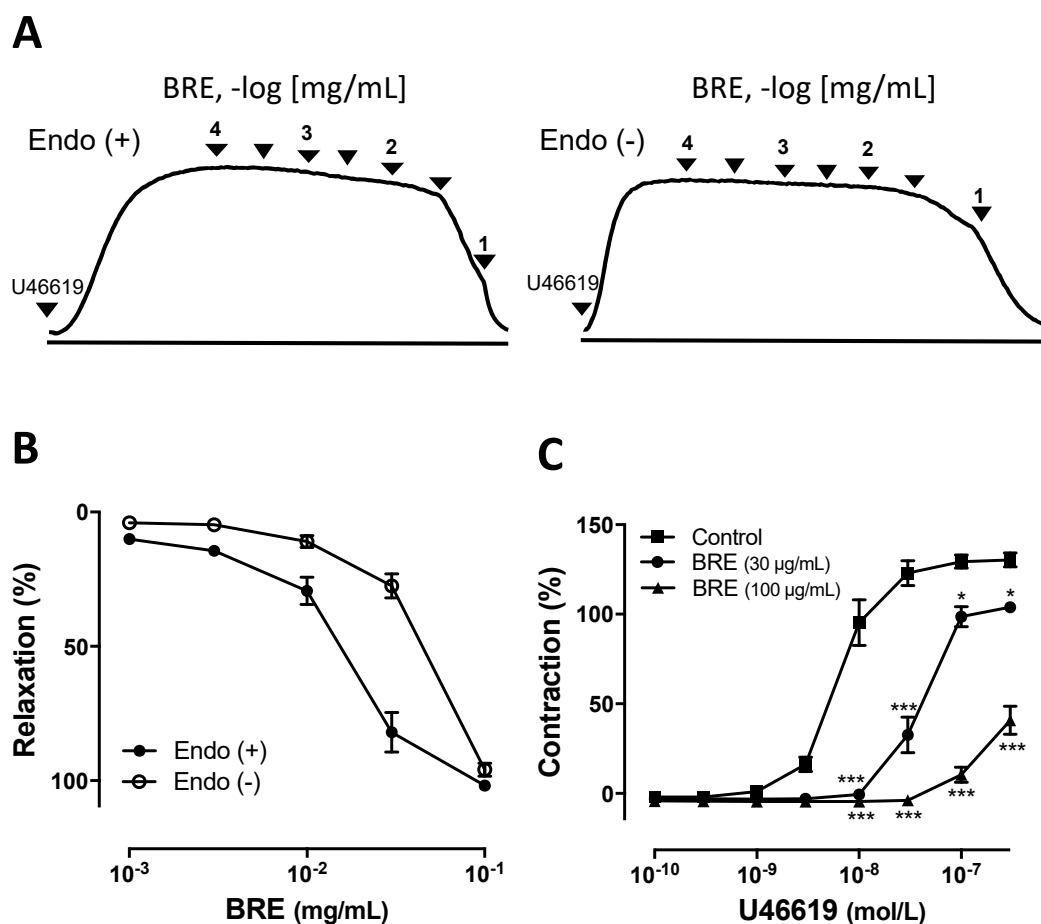 A
BRE, -log [mg/mL]
Endo (+)
4 3 2 1
U46619
BRE, -log [mg/mL]
Endo (-)
4 3 2 1
U46619
B
0
50
100
Relaxation (%)
Endo (+)
Endo (-)
10-3 10-2 10-1
BRE (mg/mL)
C
150
100
50
0
Contraction (%)
Control
BRE (30 µg/mL)
BRE (100 µg/mL)
* *
***
***
***
*** ***
***
10-10 10-9 10-8 10-7
U46619 (mol/L)